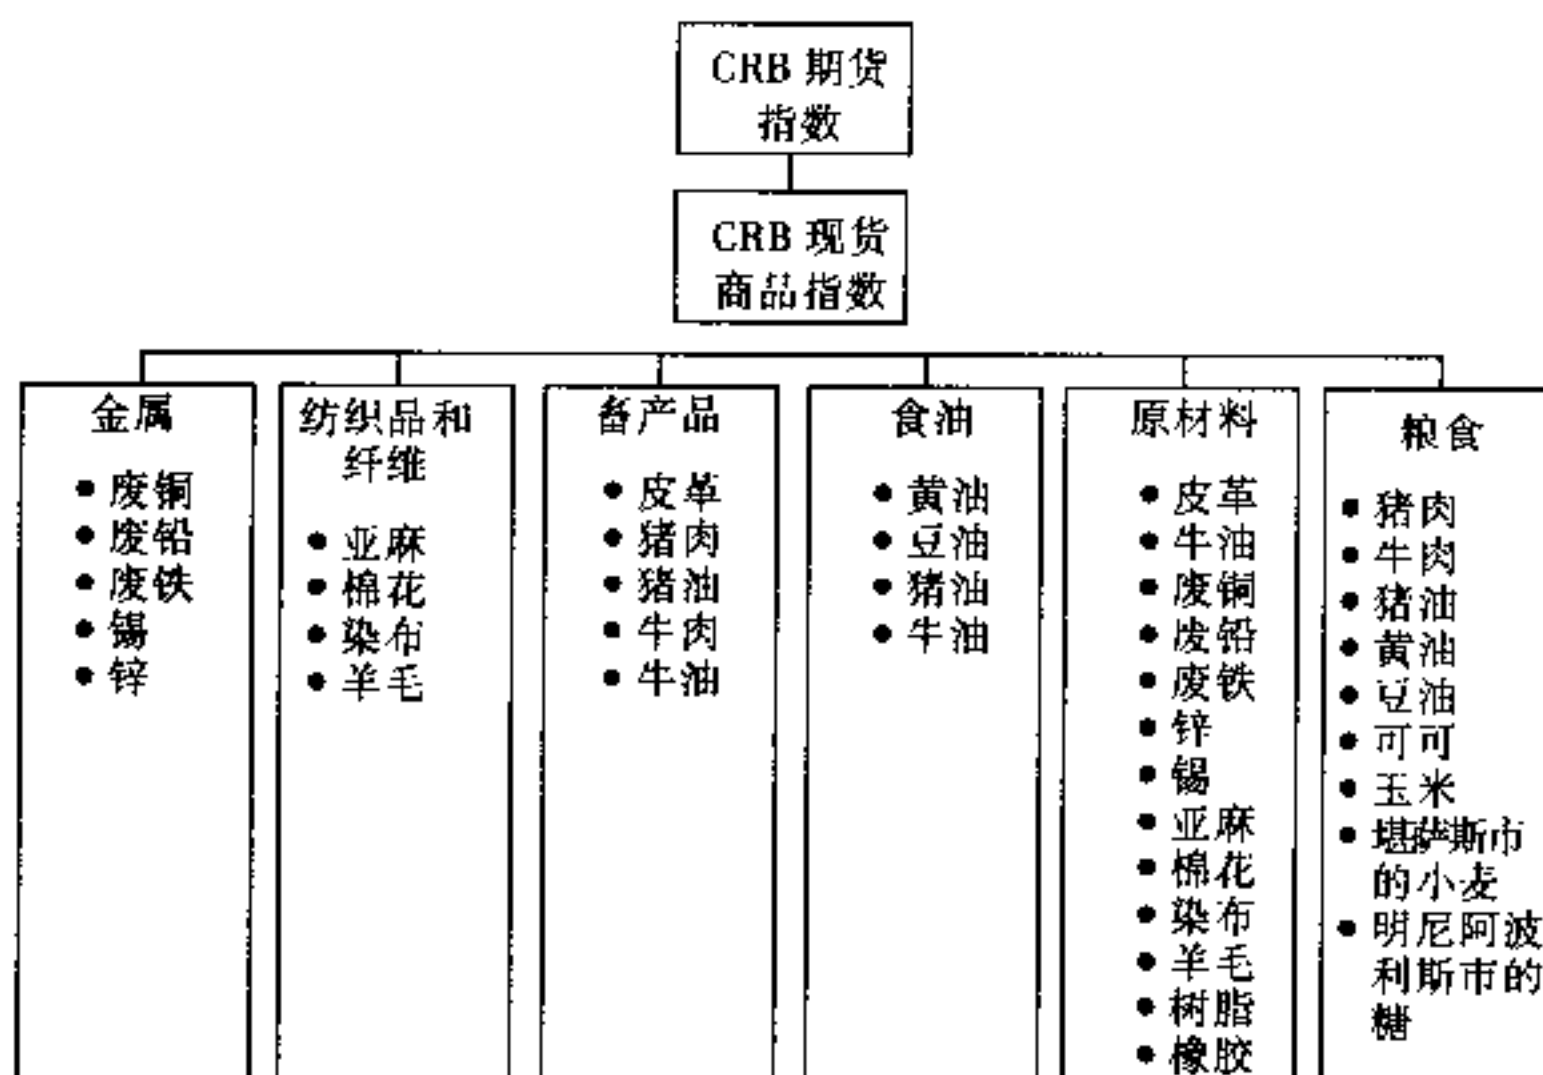 CRB 期货
指数
CRB 现货
商品指数
金属
● 废铜
● 废铅
● 废铁
● 锡
● 锌
纺织品和
纤维
● 亚麻
● 棉花
● 染布
● 羊毛
畜产品
● 皮革
● 猪肉
● 猪油
● 牛肉
● 牛油
食油
● 黄油
● 豆油
● 猪油
● 牛油
原材料
● 皮革
● 牛油
● 废铜
● 废铅
● 废铁
● 锌
● 锡
● 亚麻
● 棉花
● 染布
● 羊毛
● 树脂
● 橡胶
粮食
● 猪肉
● 牛肉
● 猪油
● 黄油
● 豆油
● 可可
● 玉米
● 堪萨斯市
的小麦
● 明尼阿波
利斯市的
糖